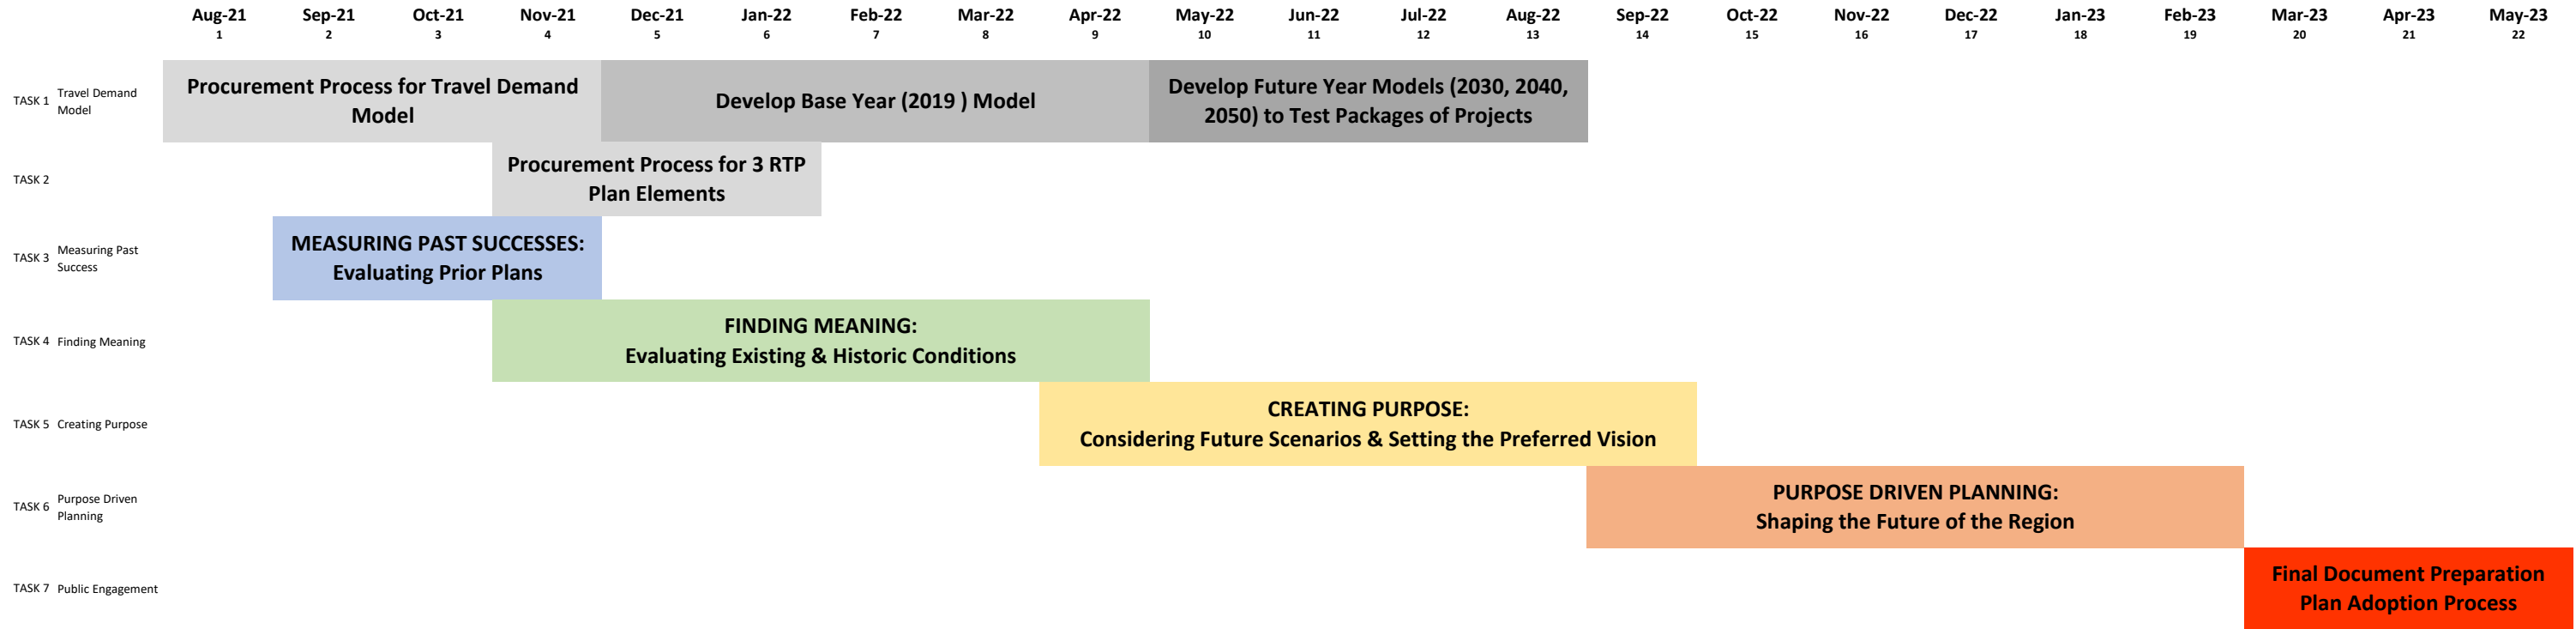 Aug-21 Sep-21 Oct-21 Nov-21 Dec-21 Jan-22 Feb-22 Mar-22 Apr-22 May-22 Jun-22 Jul-22 Aug-22 Sep-22 Oct-22 Nov-22 Dec-22 Jan-23 Feb-23 Mar-23 Apr-23 May-23
1 2 3 4 5 6 7 8 9 10 11 12 13 14 15 16 17 18 19 20 21 22
TASK 1
Travel Demand
Model
Procurement Process for Travel Demand
Model
Develop Base Year (2019 ) Model
Develop Future Year Models (2030, 2040,
2050) to Test Packages of Projects
TASK 2
Procurement Process for 3 RTP
Plan Elements
TASK 3
Measuring Past
Success
MEASURING PAST SUCCESSES:
Evaluating Prior Plans
TASK 4 Finding Meaning
FINDING MEANING:
Evaluating Existing & Historic Conditions
TASK 5 Creating Purpose
CREATING PURPOSE:
Considering Future Scenarios & Setting the Preferred Vision
TASK 6
Purpose Driven
Planning
PURPOSE DRIVEN PLANNING:
Shaping the Future of the Region
TASK 7 Public Engagement
Final Document Preparation
Plan Adoption Process